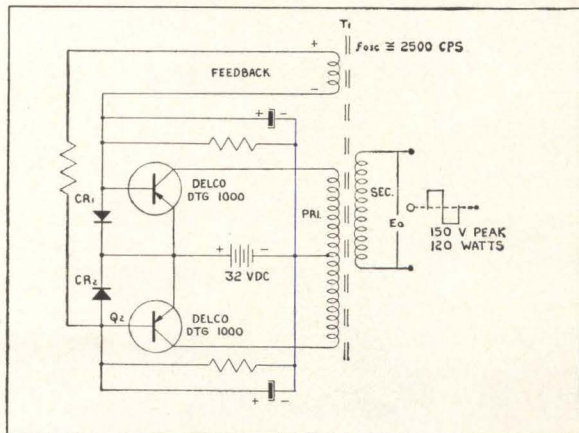 T1
+
fosc ≅ 2500 CPS
FEEDBACK
−
+ −
CR1
DELCO
DTG 1000
PRI.
SEC.
Eo
150 V PEAK
120 WATTS
+ −
32 VDC
CR2
Q2
DELCO
DTG 1000
+ −